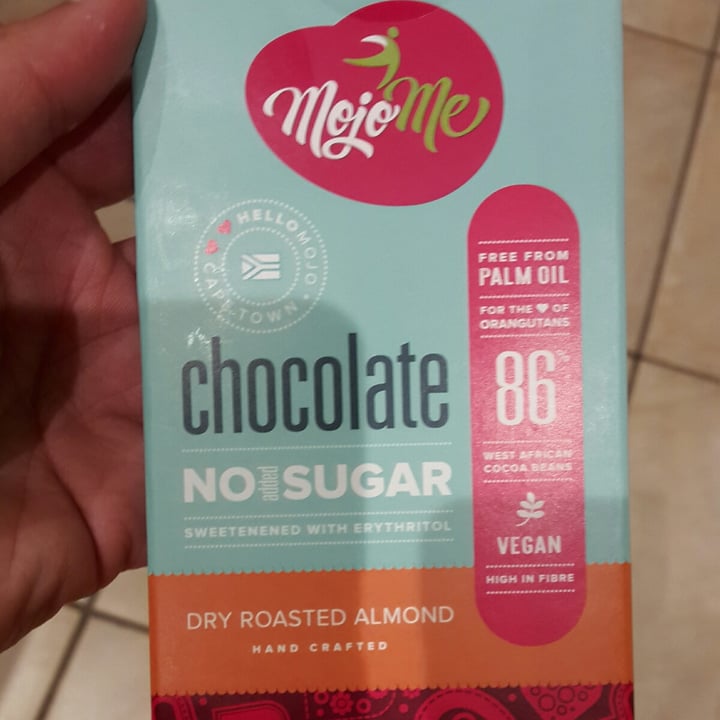 MojoMe
HELLOMOJO
CAPE TOWN
chocolate
NO added SUGAR
SWEETENENED WITH ERYTHRITOL
DRY ROASTED ALMOND
HAND CRAFTED
FREE FROM
PALM OIL
FOR THE ♥ OF
ORANGUTANS
86%
WEST AFRICAN
COCOA BEANS
VEGAN
HIGH IN FIBRE